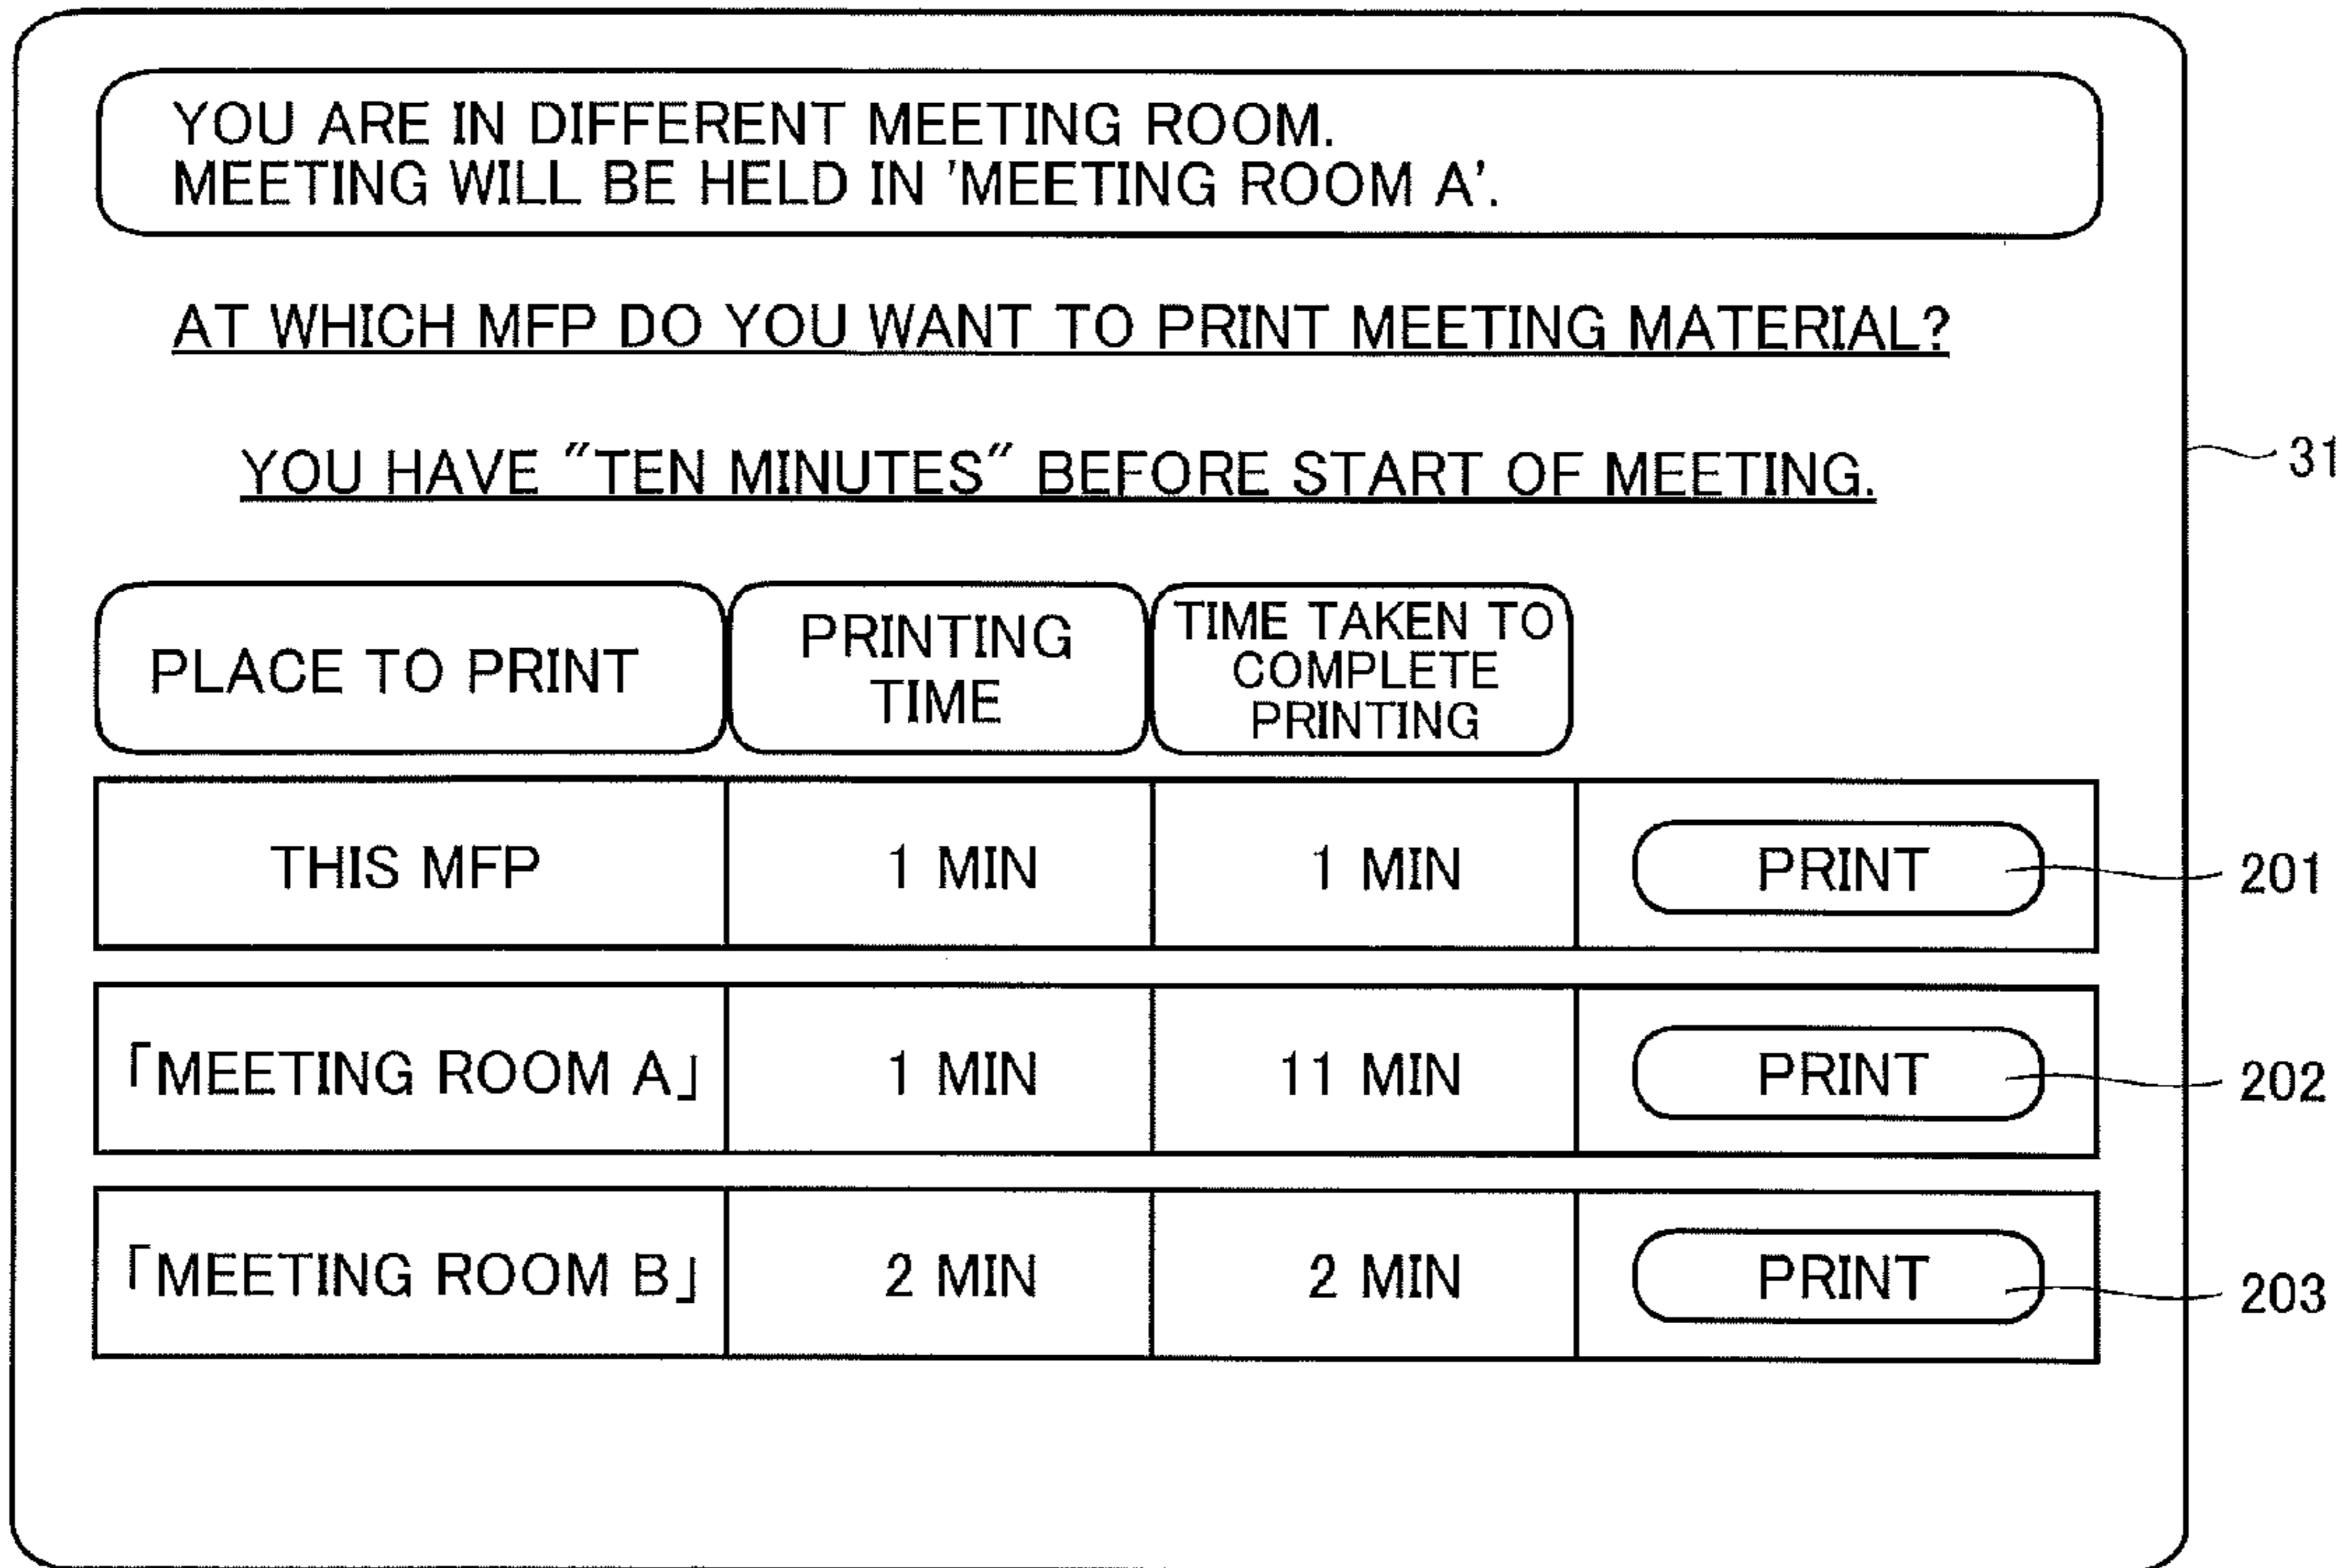 YOU ARE IN DIFFERENT MEETING ROOM.
MEETING WILL BE HELD IN 'MEETING ROOM A'.
AT WHICH MFP DO YOU WANT TO PRINT MEETING MATERIAL?
YOU HAVE "TEN MINUTES" BEFORE START OF MEETING.
31
PLACE TO PRINT
PRINTING
TIME
TIME TAKEN TO
COMPLETE
PRINTING
THIS MFP
1 MIN
1 MIN
PRINT
201
「MEETING ROOM A」
1 MIN
11 MIN
PRINT
202
「MEETING ROOM B」
2 MIN
2 MIN
PRINT
203